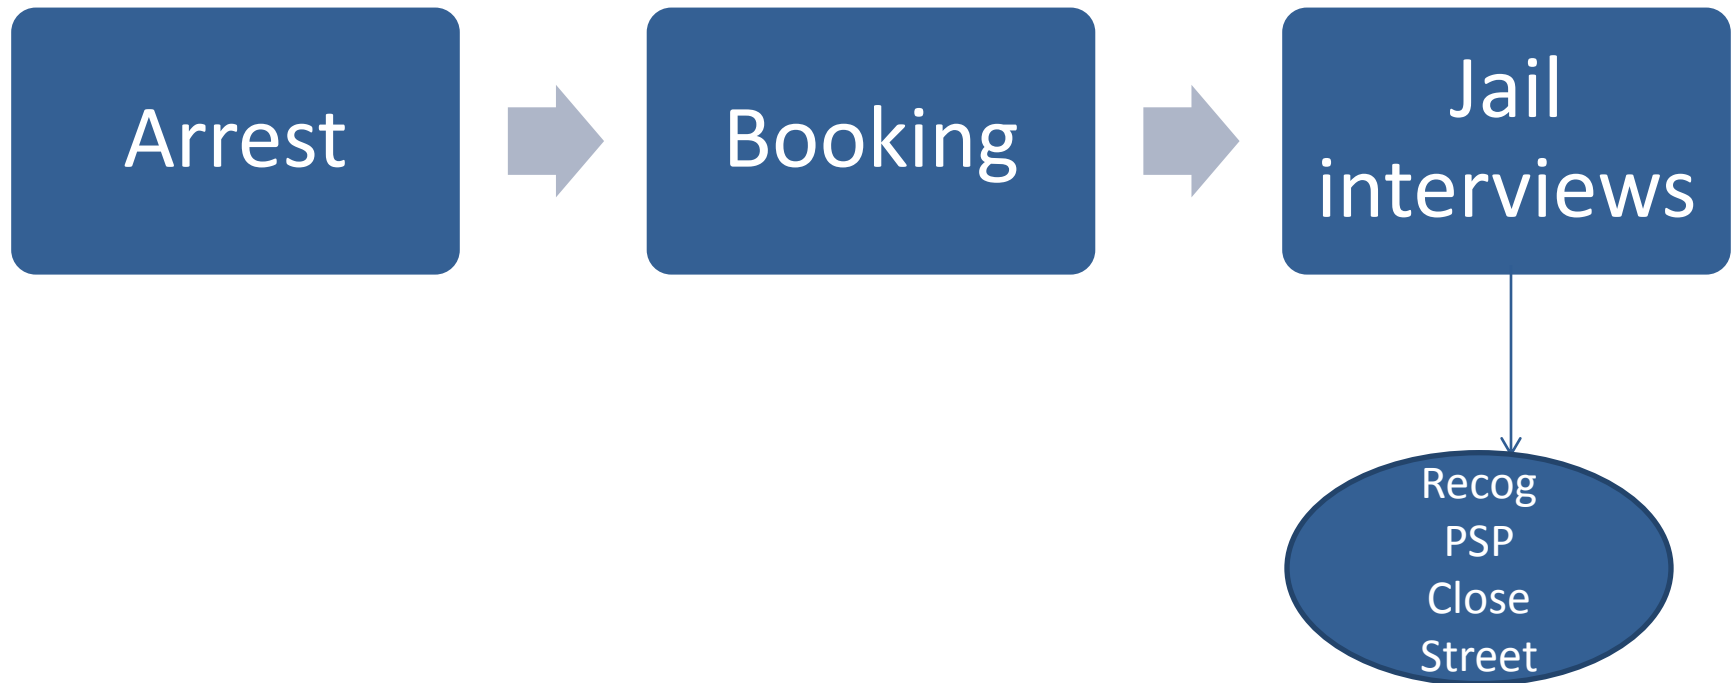 Arrest
Booking
Jail
interviews
Recog
PSP
Close
Street